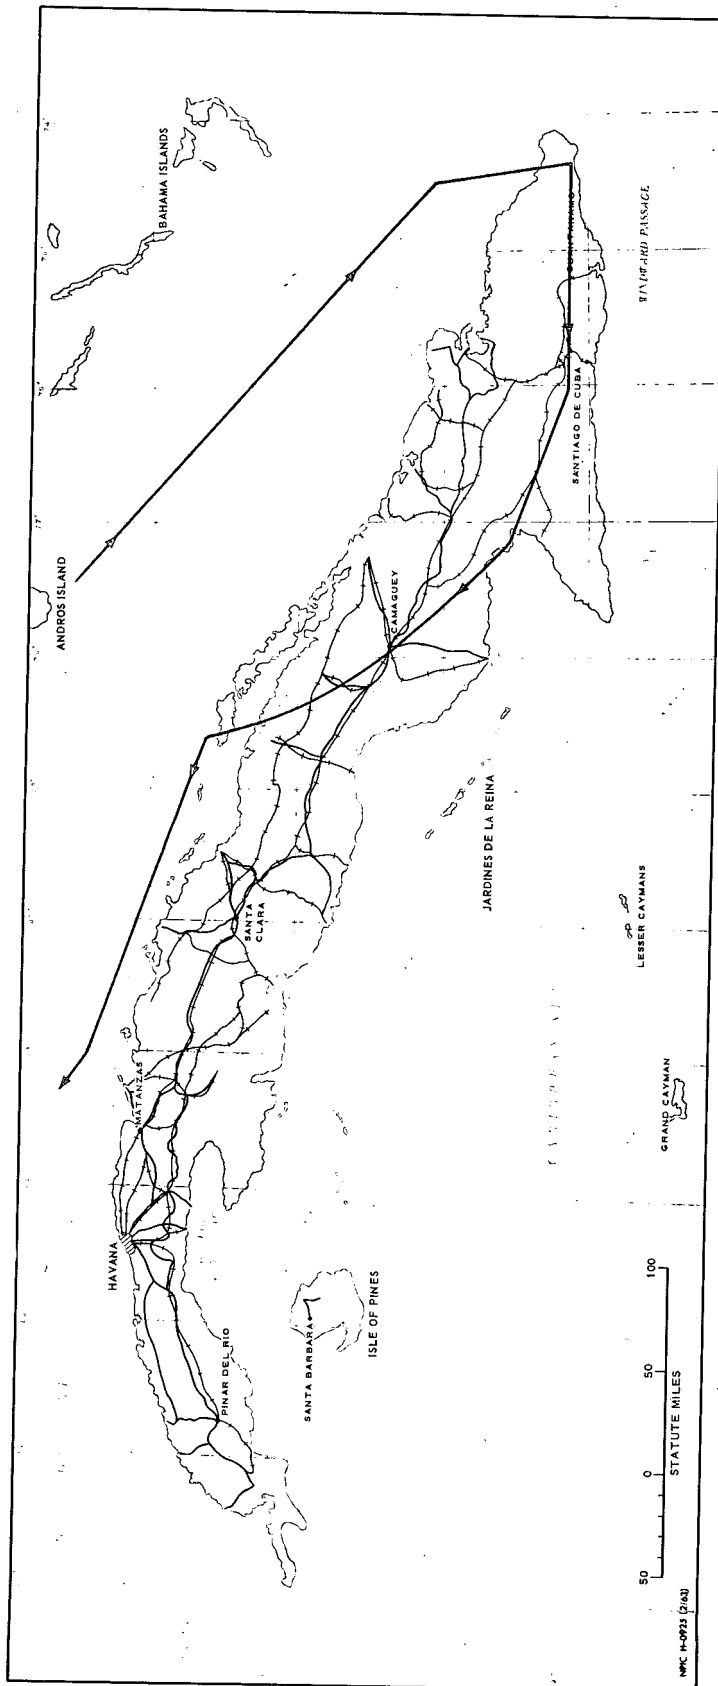 74°
BAHAMA ISLANDS
WINDWARD PASSAGE
SANTIAGO DE CUBA
77°
ANDROS ISLAND
CAMAGUEY
JARDINES DE LA REINA
SANTA
CLARA
LESSER CAYMANS
MATANZAS
GRAND CAYMAN
HAVANA
ISLE OF PINES
SANTA BARBARA
PINAR DEL RIO
50 0 50 100
STATUTE MILES
NPIC H-0925 (2/63)